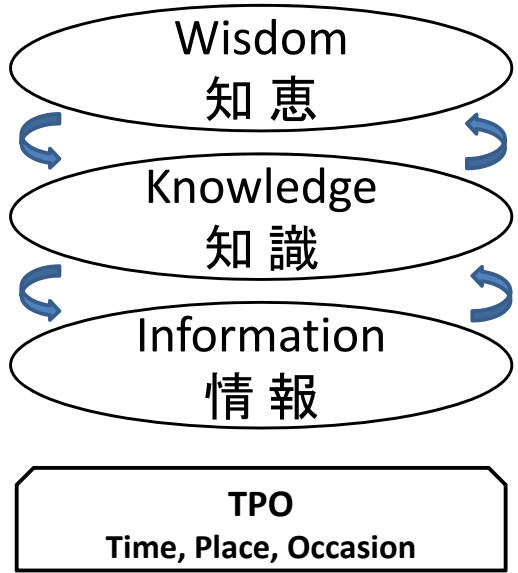 Wisdom
知 恵
Knowledge
知 識
Information
情 報
TPO
Time, Place, Occasion